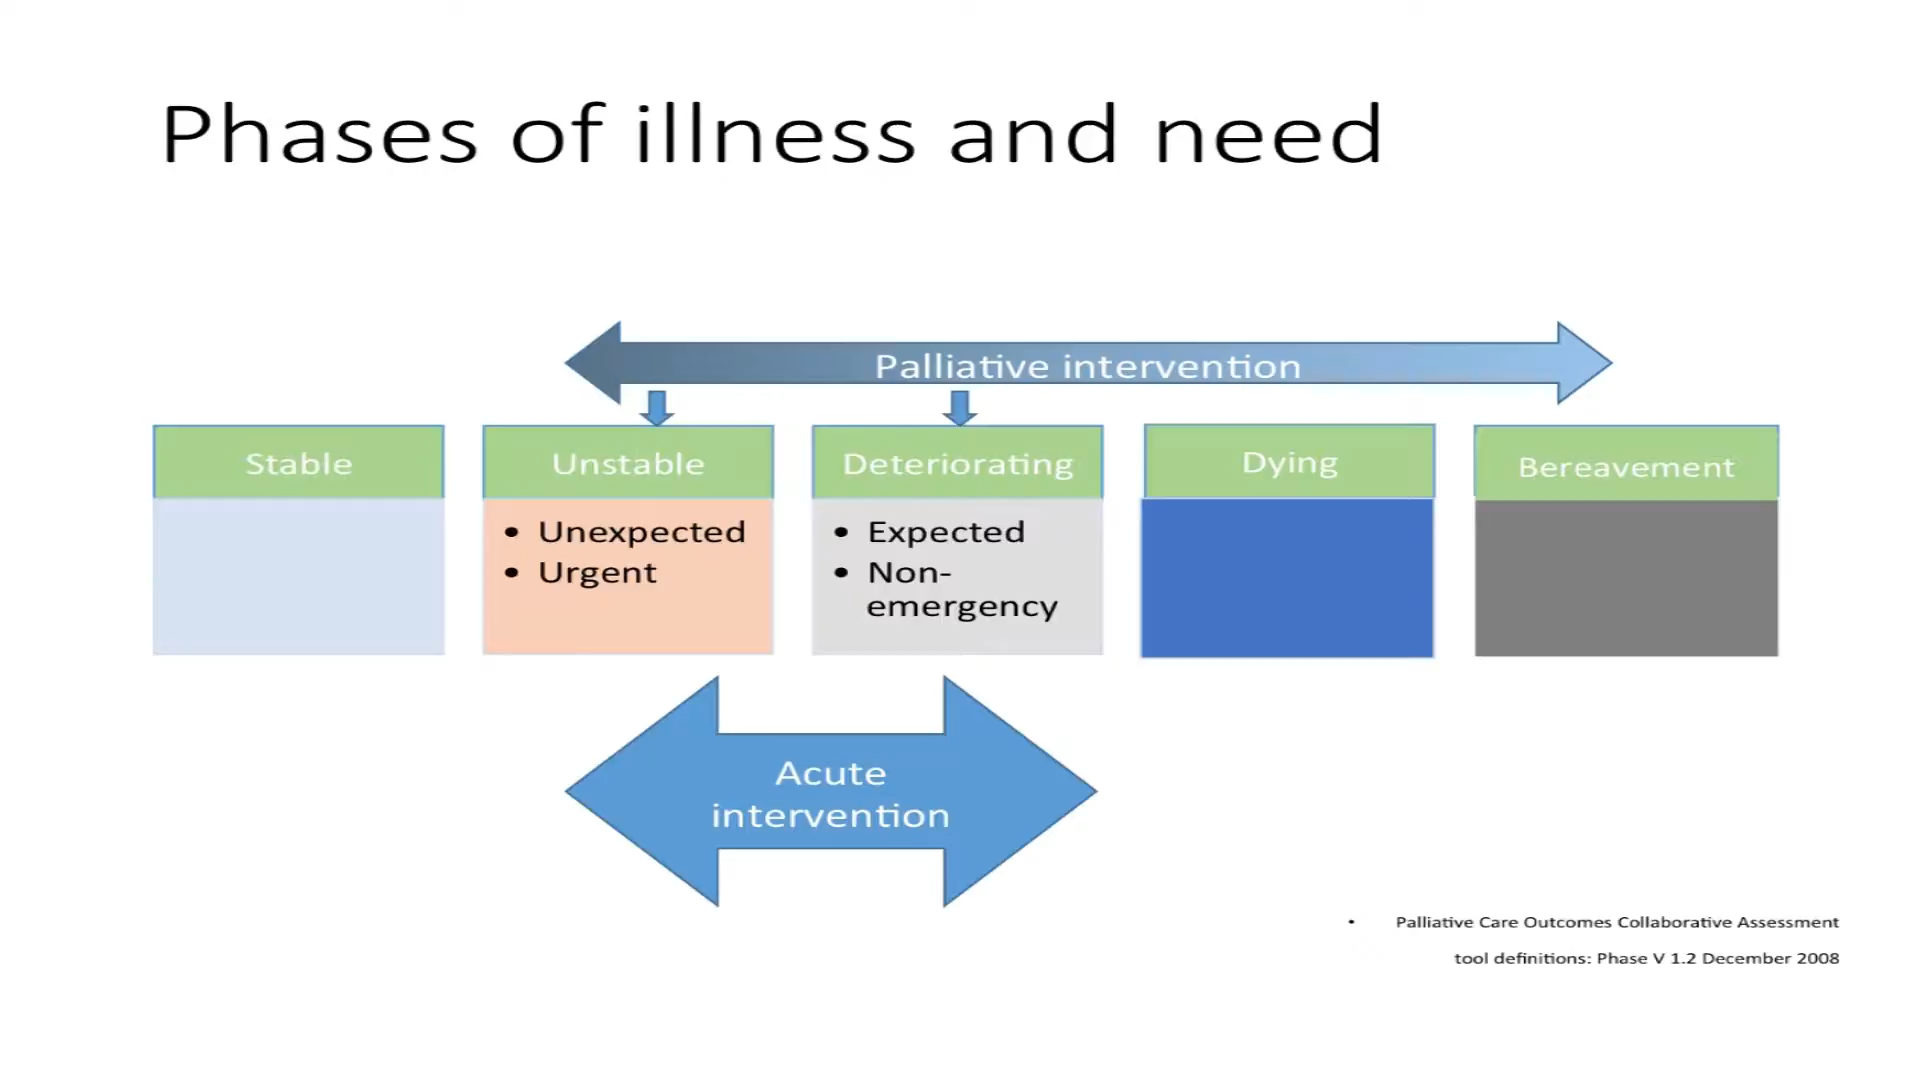 Phases of illness and need
Palliative intervention
Stable
Unstable
Deteriorating
Dying
Bereavement
• Unexpected
• Urgent
• Expected
• Non-
emergency
Acute
intervention
• Palliative Care Outcomes Collaborative Assessment
tool definitions: Phase V 1.2 December 2008